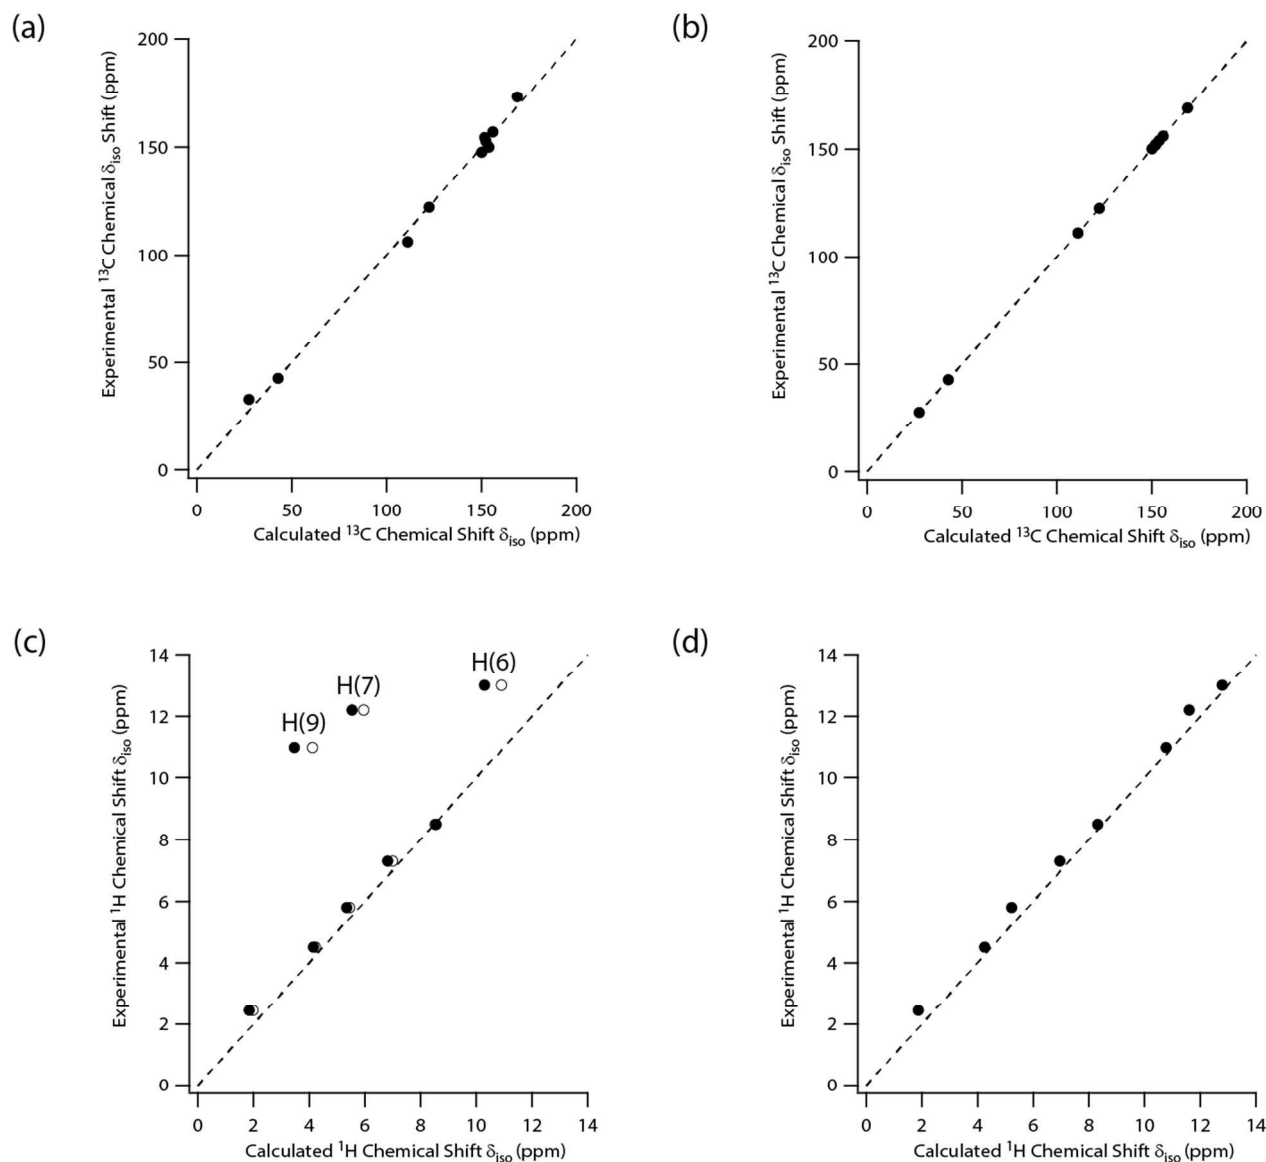 (a)
Experimental ¹³C Chemical δiso Shift (ppm)
200
150
100
50
0
0 50 100 150 200
Calculated ¹³C Chemical Shift δiso (ppm)
(b)
Experimental ¹³C Chemical δiso Shift (ppm)
200
150
100
50
0
0 50 100 150 200
Calculated ¹³C Chemical Shift δiso (ppm)
(c)
Experimental ¹H Chemical Shift δiso (ppm)
14
12
10
8
6
4
2
0
H(6)
H(7)
H(9)
0 2 4 6 8 10 12 14
Calculated ¹H Chemical Shift δiso (ppm)
(d)
Experimental ¹H Chemical Shift δiso (ppm)
14
12
10
8
6
4
2
0
0 2 4 6 8 10 12 14
Calculated ¹H Chemical Shift δiso (ppm)